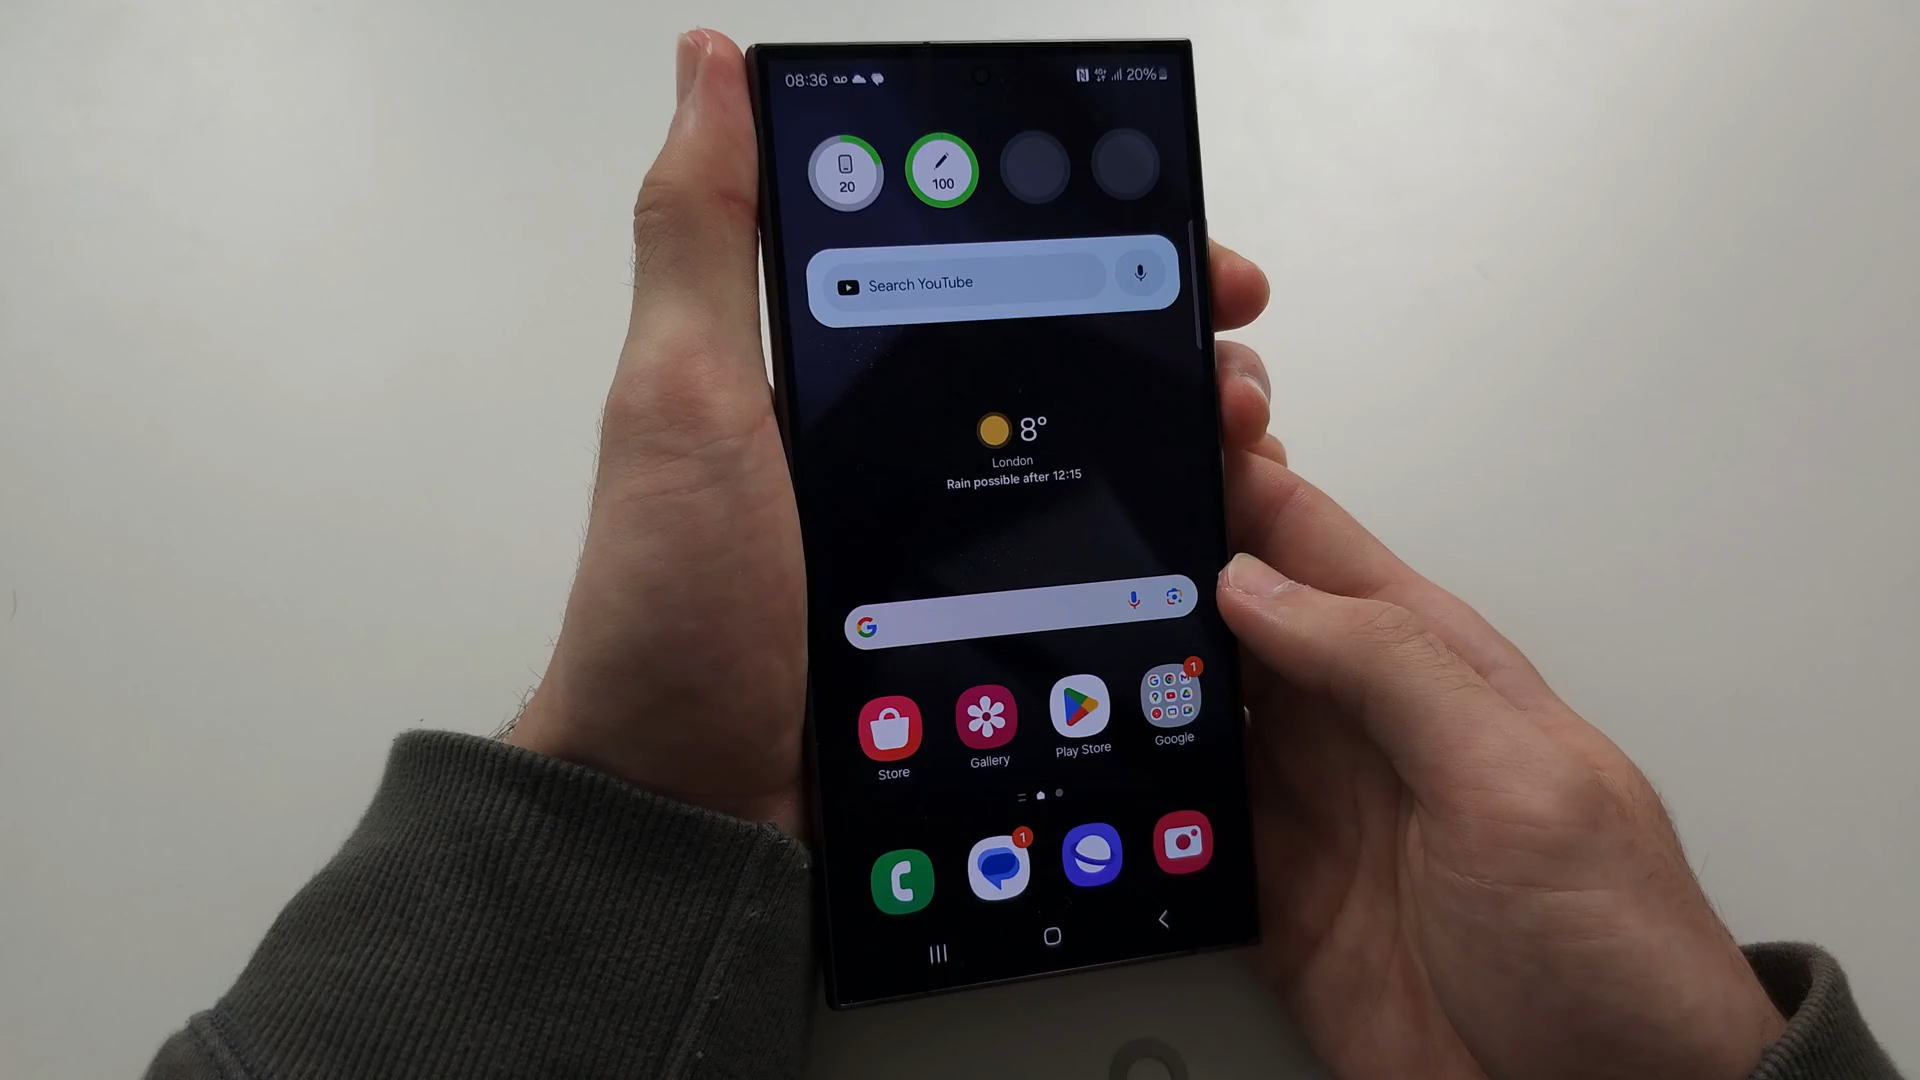 08:36
4G+ 20%
20
100
Search YouTube
8°
London
Rain possible after 12:15
1
Store
Gallery
Play Store
Google
1